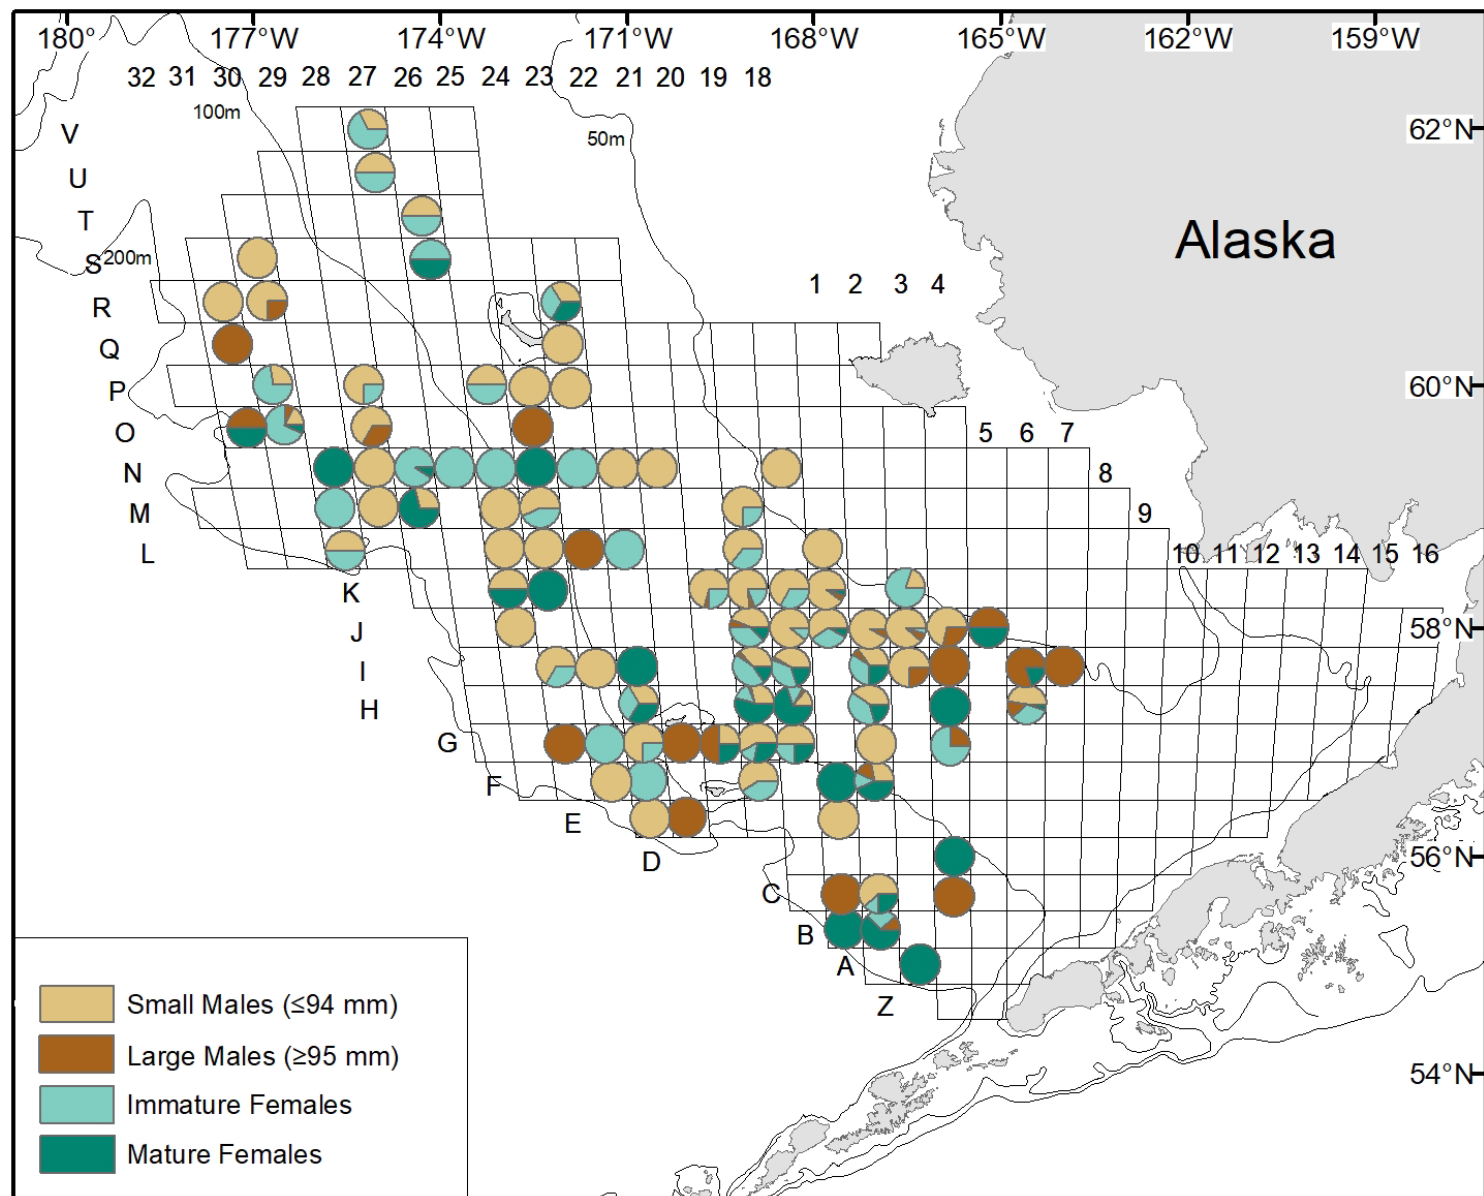 180° 177°W 174°W 171°W 168°W 165°W 162°W 159°W
32 31 30 29 28 27 26 25 24 23 22 21 20 19 18
100m
50m
V
62°N
U
T
Alaska
S
200m
1 2 3 4
R
Q
P
60°N
O
5 6 7
N
8
M
9
L
10 11 12 13 14 15 16
K
J
58°N
I
H
G
F
E
D
56°N
C
B
A
Z
Small Males (≤94 mm)
Large Males (≥95 mm)
54°N
Immature Females
Mature Females